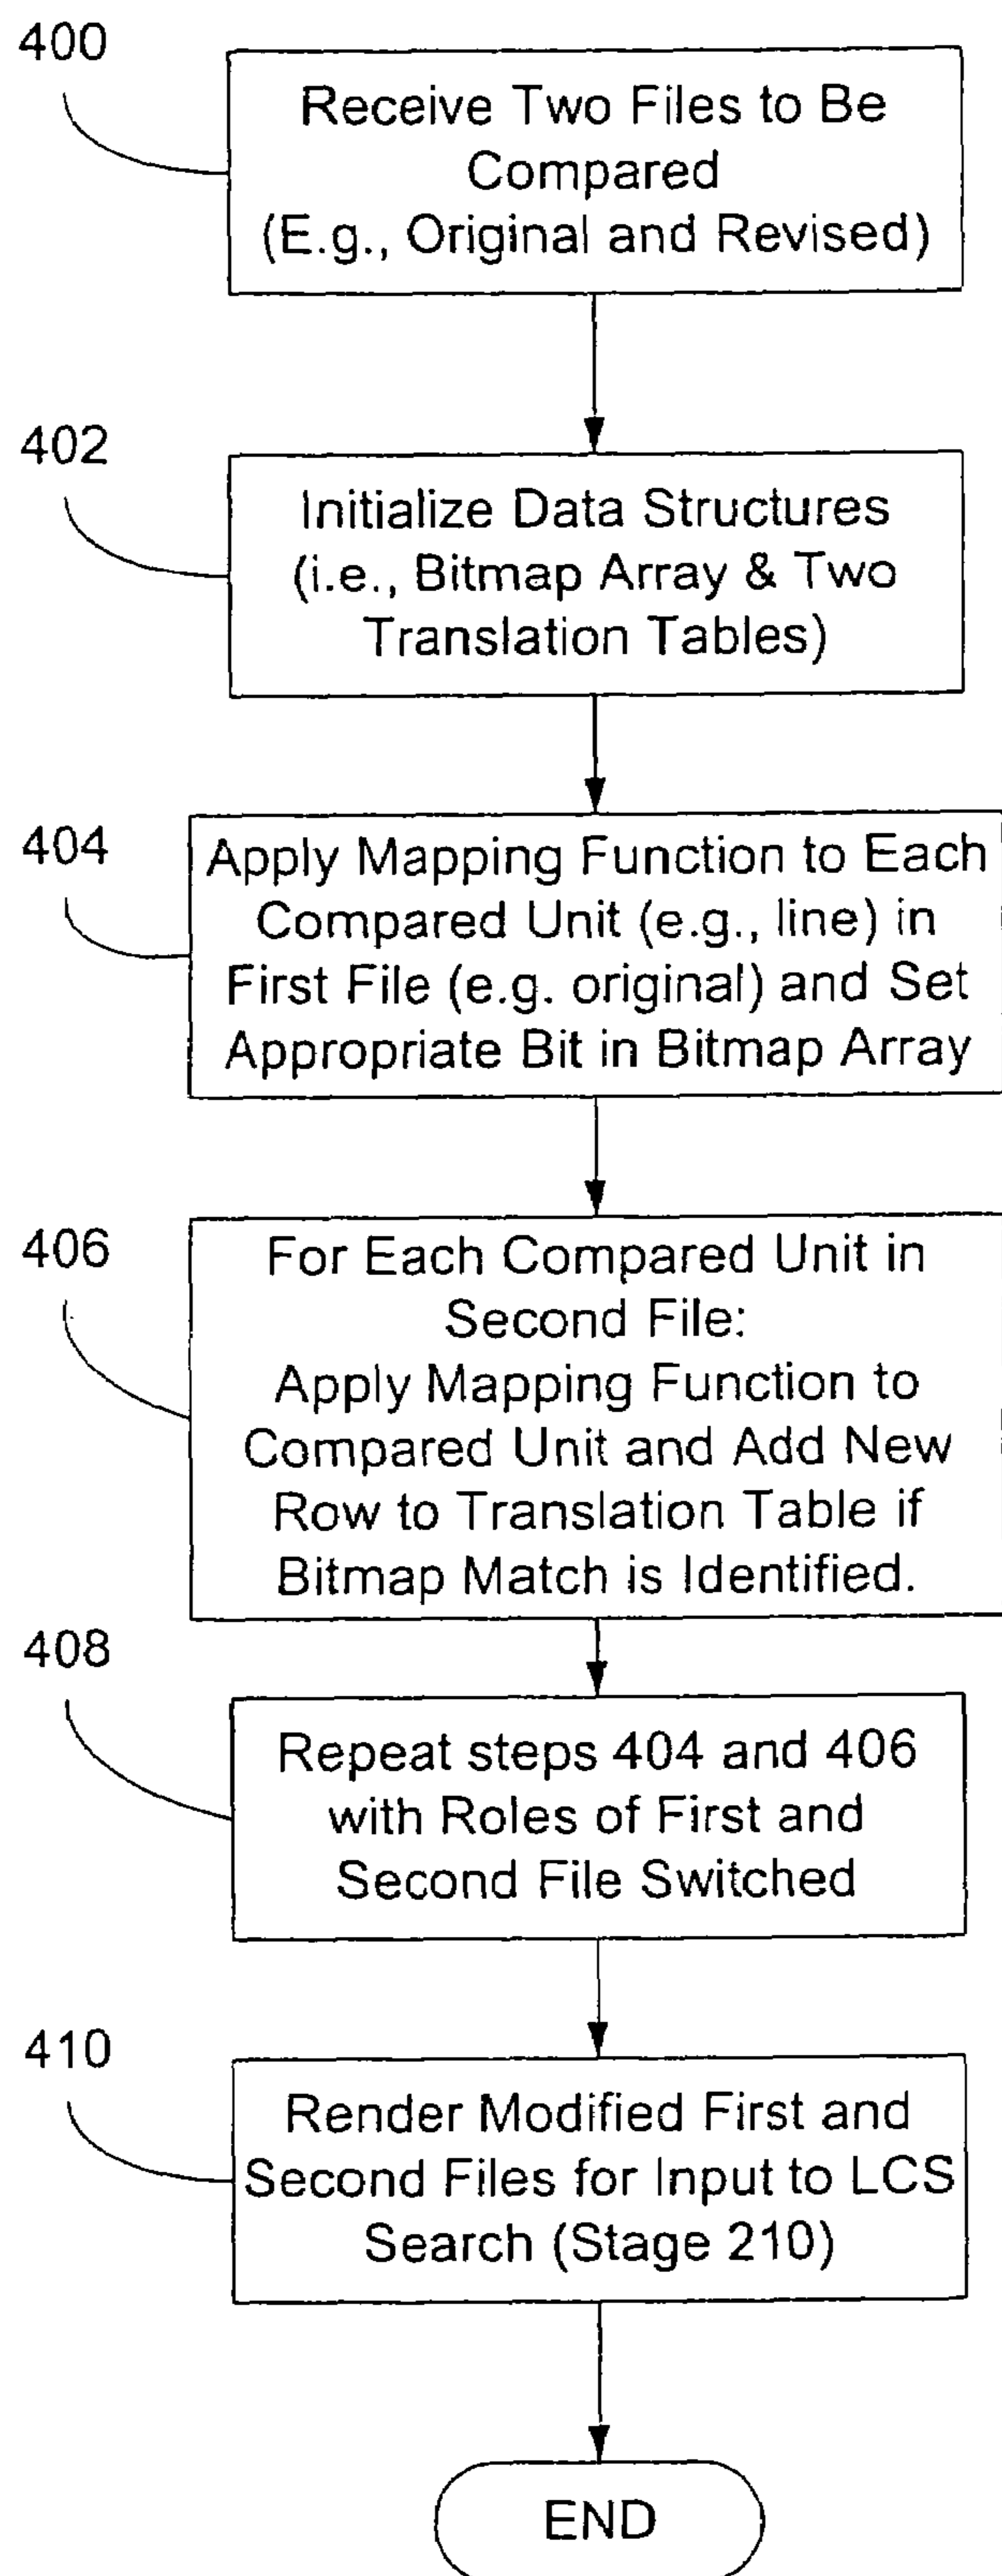 400
Receive Two Files to Be
Compared
(E.g., Original and Revised)
402
Initialize Data Structures
(i.e., Bitmap Array & Two
Translation Tables)
404
Apply Mapping Function to Each
Compared Unit (e.g., line) in
First File (e.g. original) and Set
Appropriate Bit in Bitmap Array
406
For Each Compared Unit in
Second File:
Apply Mapping Function to
Compared Unit and Add New
Row to Translation Table if
Bitmap Match is Identified.
408
Repeat steps 404 and 406
with Roles of First and
Second File Switched
410
Render Modified First and
Second Files for Input to LCS
Search (Stage 210)
END